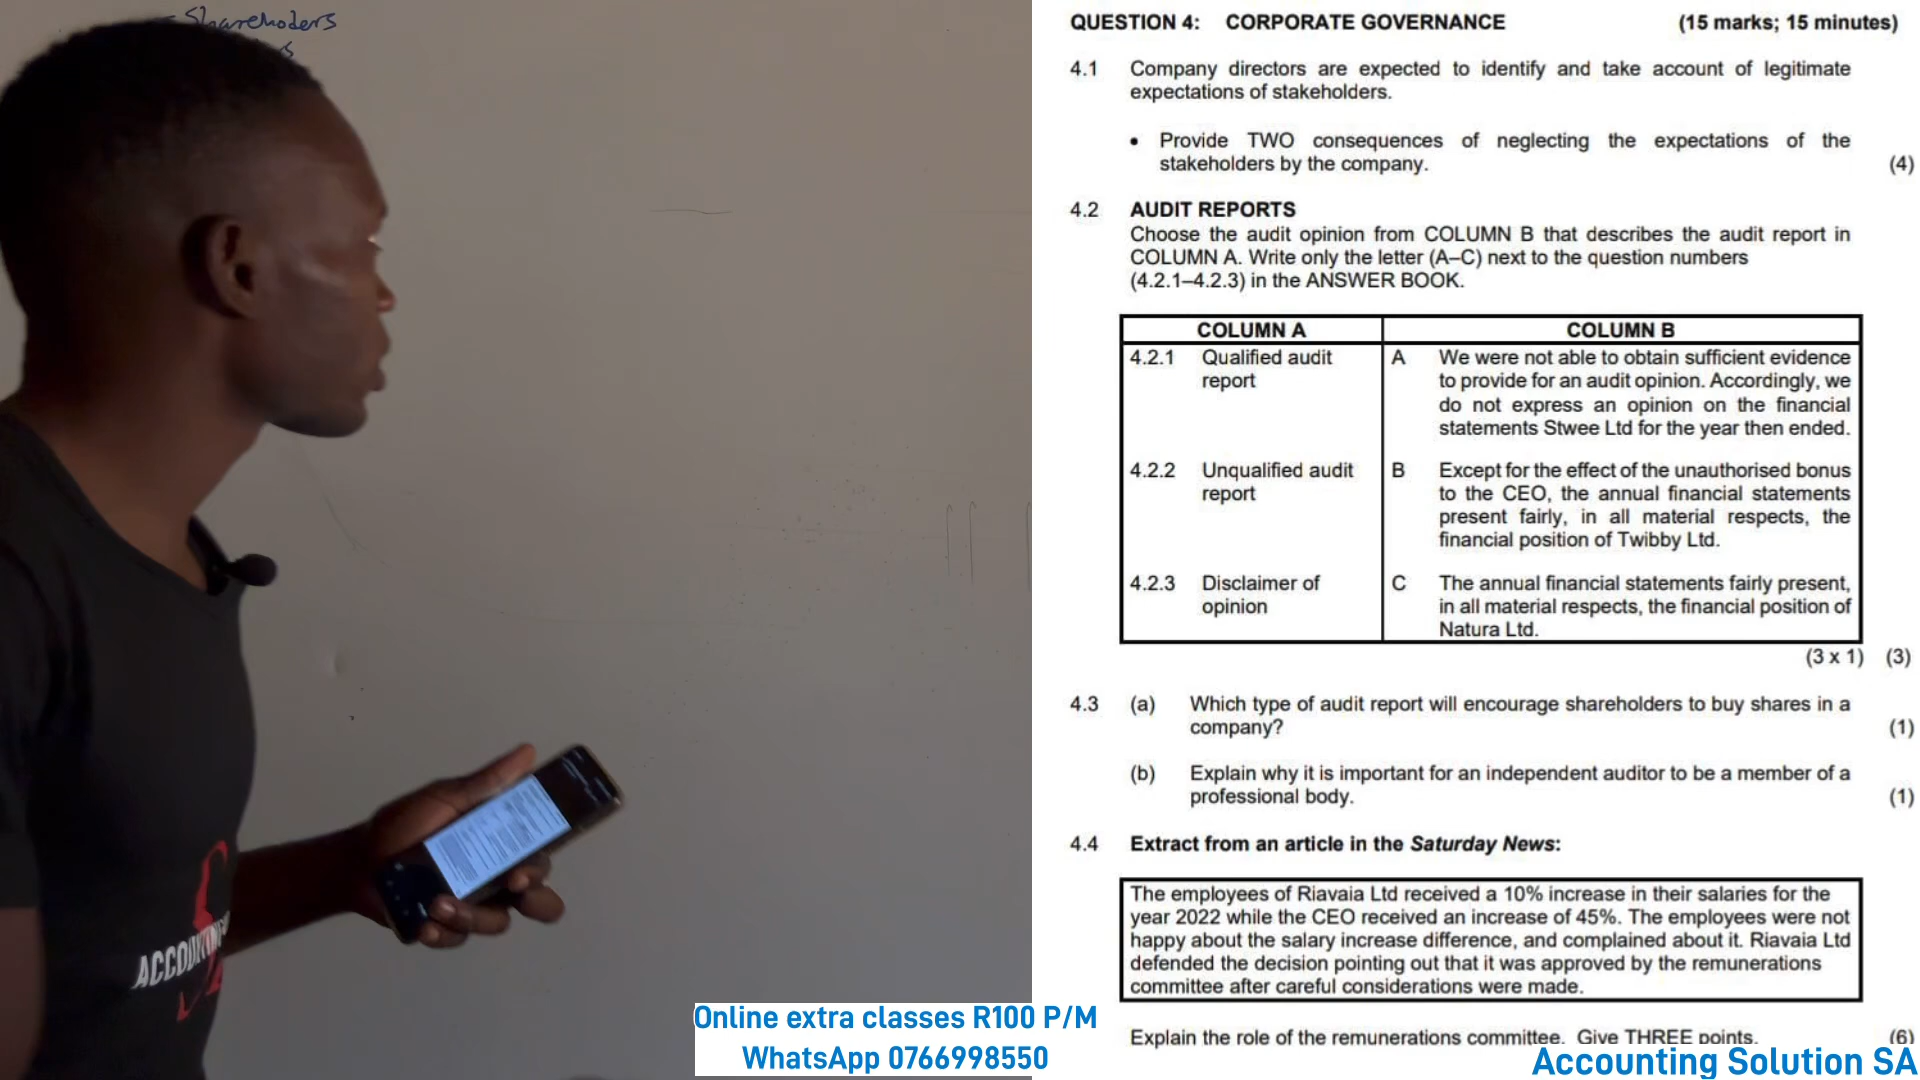 Shareholders
QUESTION 4: CORPORATE GOVERNANCE (15 marks; 15 minutes)
4.1 Company directors are expected to identify and take account of legitimate
expectations of stakeholders.
• Provide TWO consequences of neglecting the expectations of the
stakeholders by the company. (4)
4.2 AUDIT REPORTS
Choose the audit opinion from COLUMN B that describes the audit report in
COLUMN A. Write only the letter (A–C) next to the question numbers
(4.2.1–4.2.3) in the ANSWER BOOK.
COLUMN A COLUMN B
4.2.1 Qualified audit A We were not able to obtain sufficient evidence
report to provide for an audit opinion. Accordingly, we
do not express an opinion on the financial
statements Stwee Ltd for the year then ended.
4.2.2 Unqualified audit B Except for the effect of the unauthorised bonus
report to the CEO, the annual financial statements
present fairly, in all material respects, the
financial position of Twibby Ltd.
4.2.3 Disclaimer of C The annual financial statements fairly present,
opinion in all material respects, the financial position of
Natura Ltd.
(3 x 1) (3)
4.3 (a) Which type of audit report will encourage shareholders to buy shares in a
company? (1)
(b) Explain why it is important for an independent auditor to be a member of a
professional body. (1)
4.4 Extract from an article in the Saturday News:
The employees of Riavaia Ltd received a 10% increase in their salaries for the
year 2022 while the CEO received an increase of 45%. The employees were not
happy about the salary increase difference, and complained about it. Riavaia Ltd
defended the decision pointing out that it was approved by the remunerations
committee after careful considerations were made.
Explain the role of the remunerations committee. Give THREE points. (6)
Online extra classes R100 P/M
WhatsApp 0766998550
Accounting Solution SA